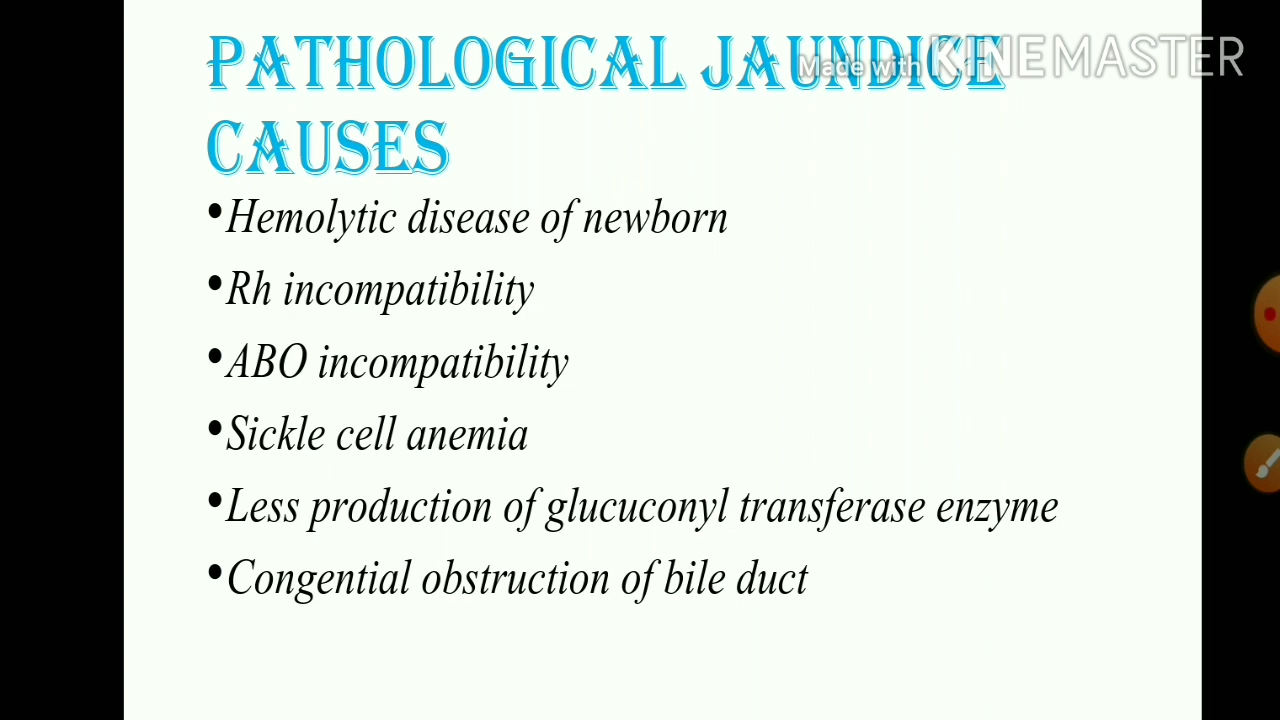 PATHOLOGICAL JAUNDICE
Made with KINEMASTER
CAUSES
•Hemolytic disease of newborn
•Rh incompatibility
•ABO incompatibility
•Sickle cell anemia
•Less production of glucuconyl transferase enzyme
•Congential obstruction of bile duct